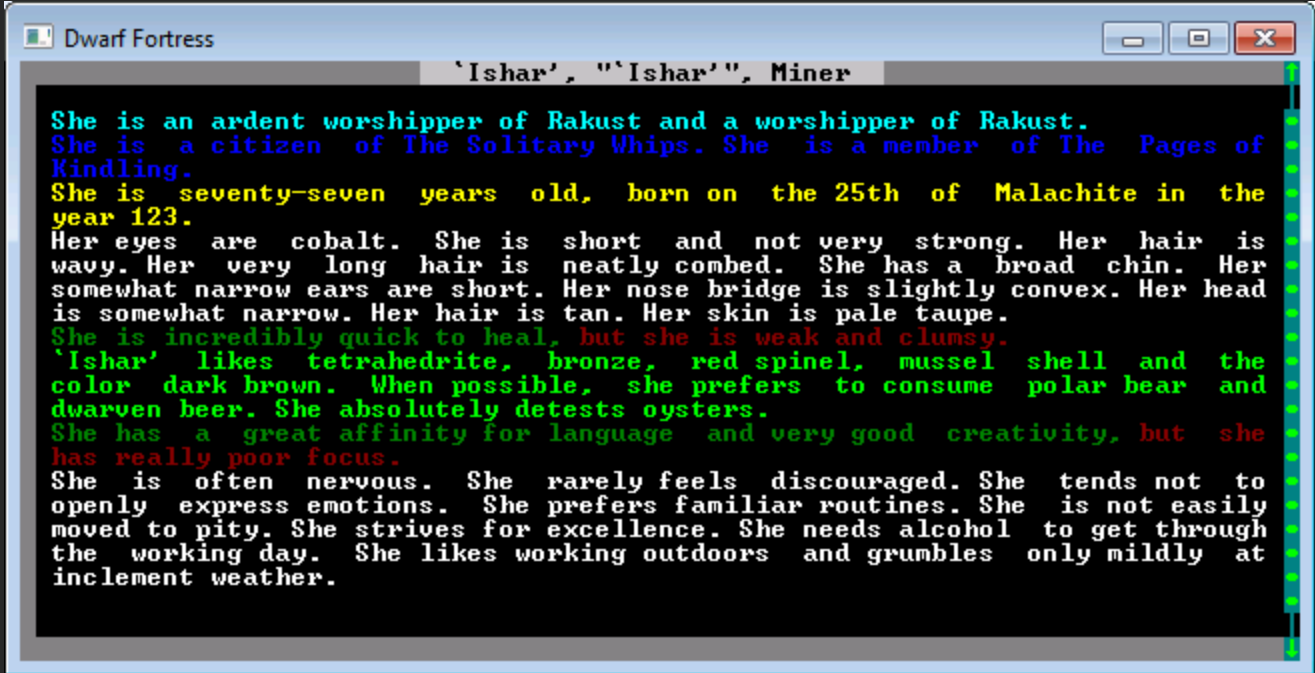 Dwarf Fortress
`Ishar', "`Ishar'", Miner
She is an ardent worshipper of Rakust and a worshipper of Rakust.
She is a citizen of The Solitary Whips. She is a member of The Pages of
Kindling.
She is seventy-seven years old, born on the 25th of Malachite in the
year 123.
Her eyes are cobalt. She is short and not very strong. Her hair is
wavy. Her very long hair is neatly combed. She has a broad chin. Her
somewhat narrow ears are short. Her nose bridge is slightly convex. Her head
is somewhat narrow. Her hair is tan. Her skin is pale taupe.
She is incredibly quick to heal, but she is weak and clumsy.
`Ishar' likes tetrahedrite, bronze, red spinel, mussel shell and the
color dark brown. When possible, she prefers to consume polar bear and
dwarven beer. She absolutely detests oysters.
She has a great affinity for language and very good creativity, but she
has really poor focus.
She is often nervous. She rarely feels discouraged. She tends not to
openly express emotions. She prefers familiar routines. She is not easily
moved to pity. She strives for excellence. She needs alcohol to get through
the working day. She likes working outdoors and grumbles only mildly at
inclement weather.